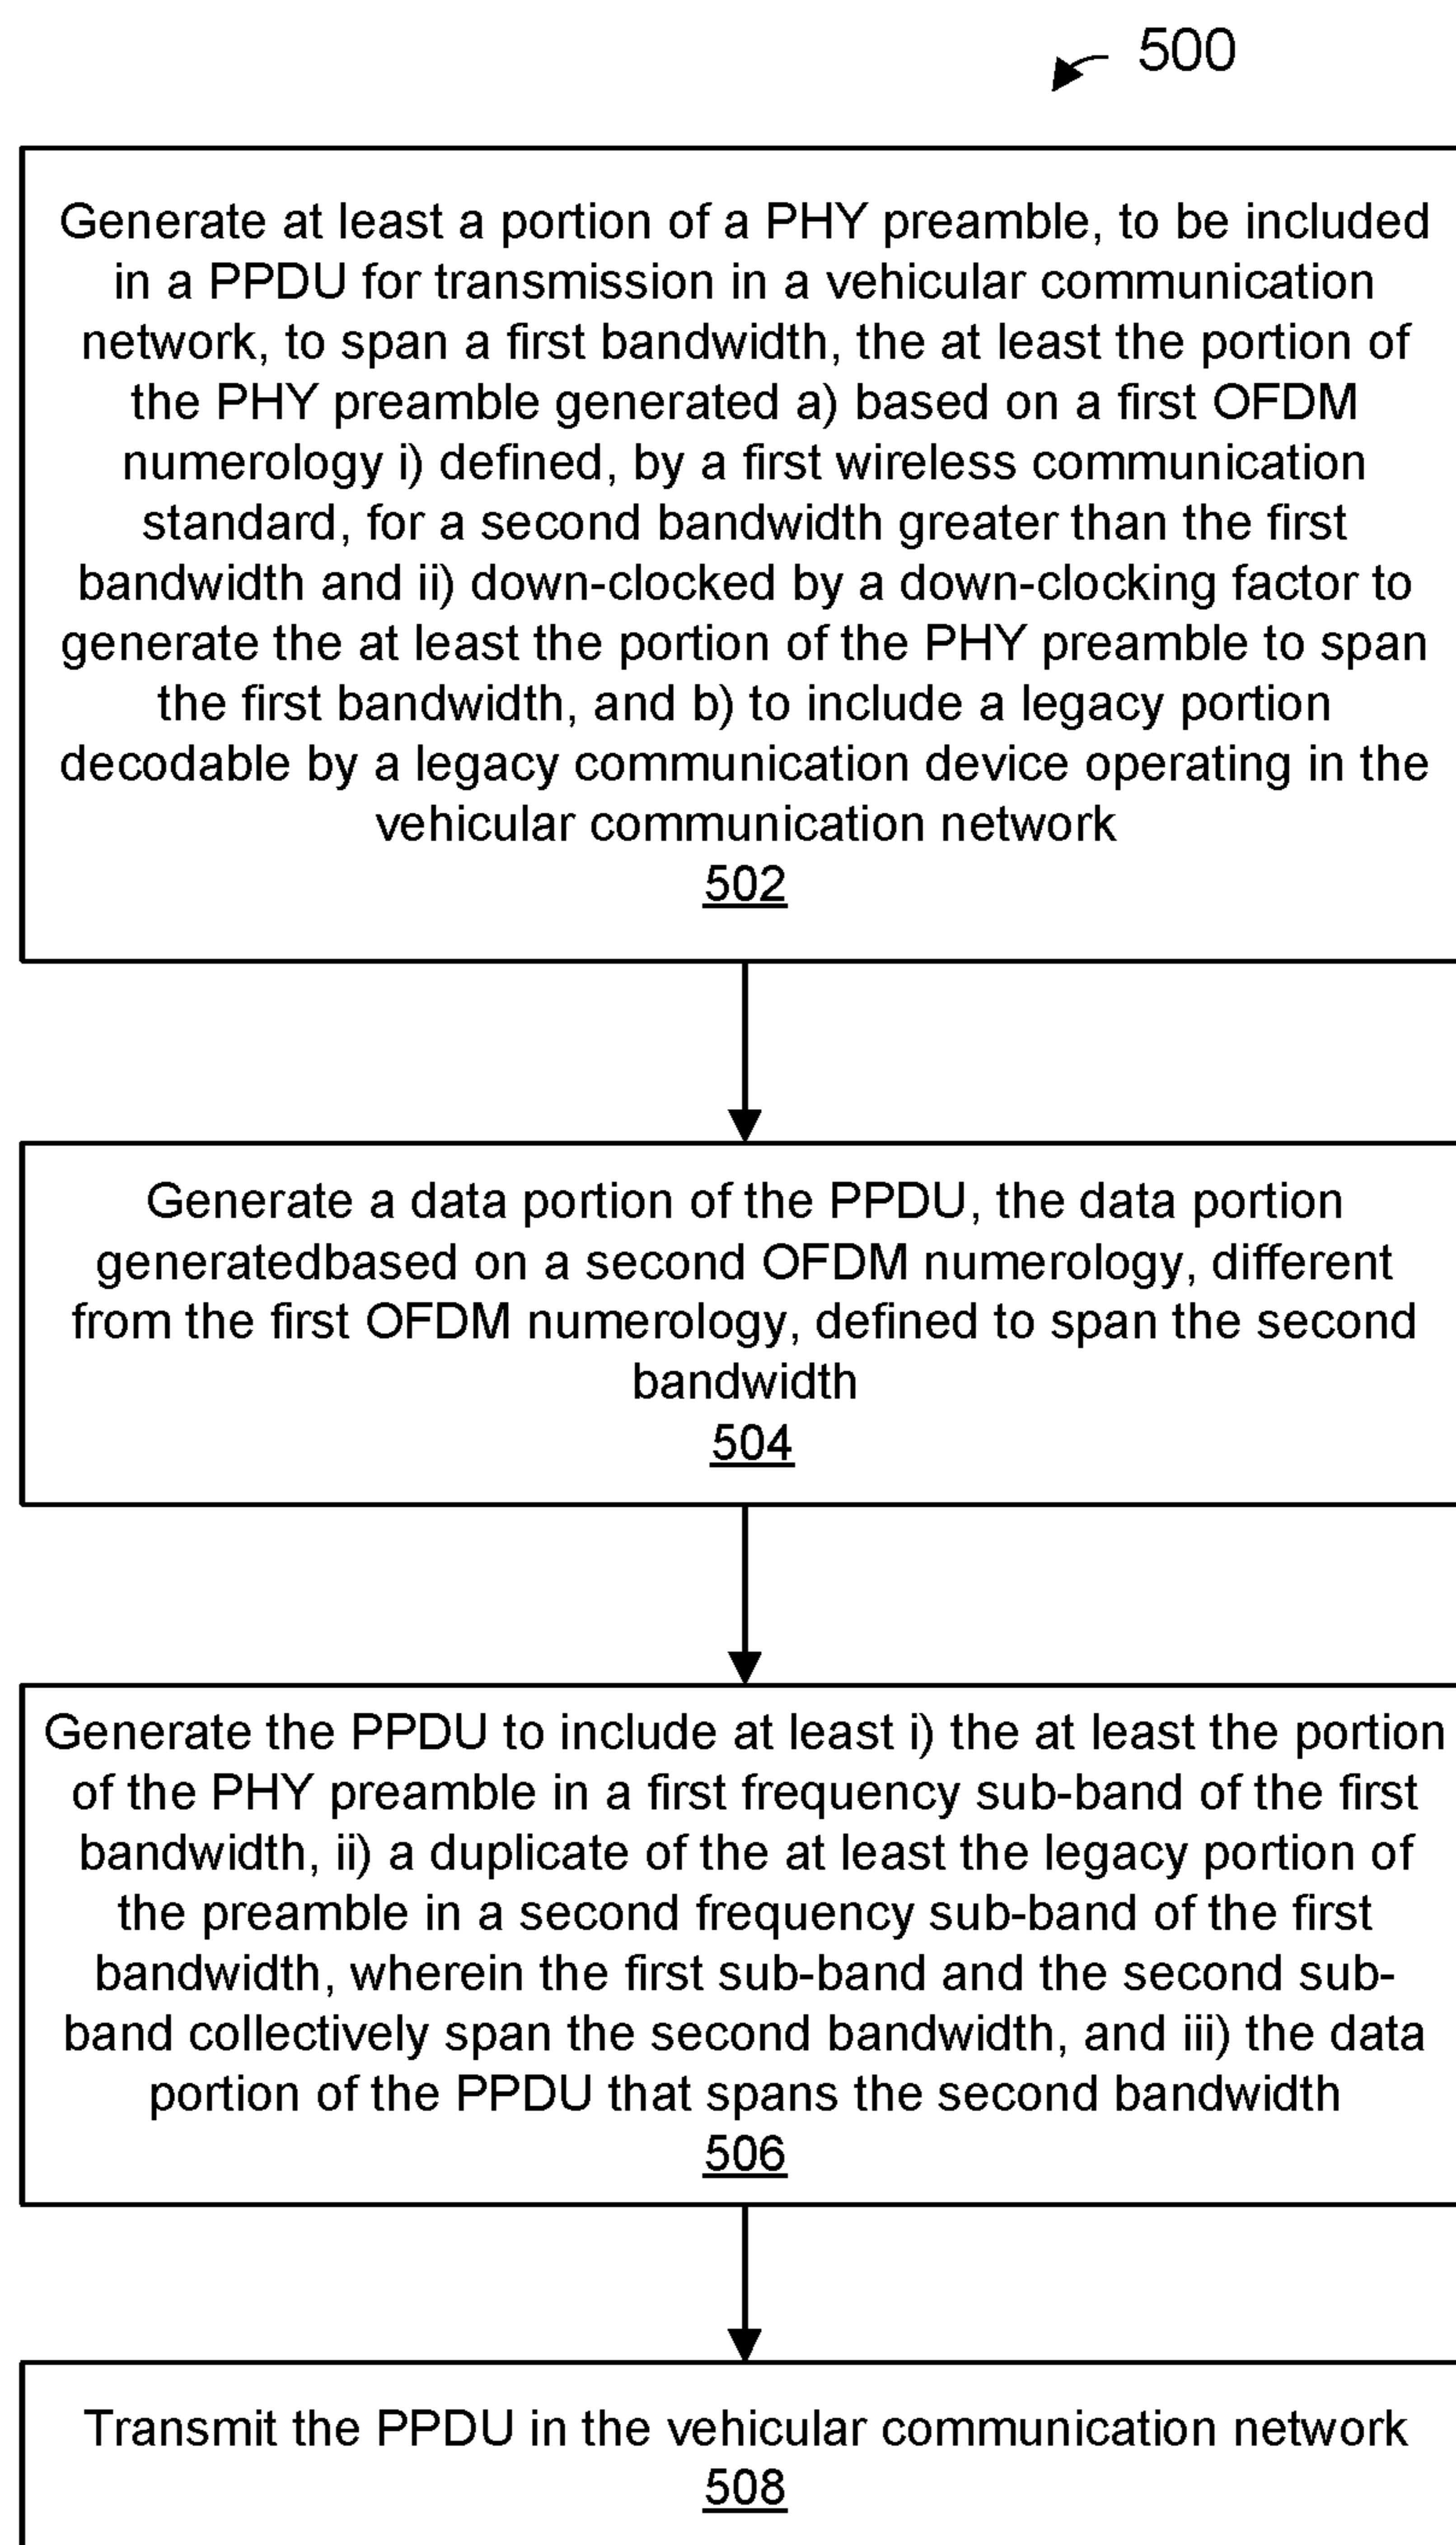 500
Generate at least a portion of a PHY preamble, to be included
in a PPDU for transmission in a vehicular communication
network, to span a first bandwidth, the at least the portion of
the PHY preamble generated a) based on a first OFDM
numerology i) defined, by a first wireless communication
standard, for a second bandwidth greater than the first
bandwidth and ii) down-clocked by a down-clocking factor to
generate the at least the portion of the PHY preamble to span
the first bandwidth, and b) to include a legacy portion
decodable by a legacy communication device operating in the
vehicular communication network
502
Generate a data portion of the PPDU, the data portion
generatedbased on a second OFDM numerology, different
from the first OFDM numerology, defined to span the second
bandwidth
504
Generate the PPDU to include at least i) the at least the portion
of the PHY preamble in a first frequency sub-band of the first
bandwidth, ii) a duplicate of the at least the legacy portion of
the preamble in a second frequency sub-band of the first
bandwidth, wherein the first sub-band and the second sub-
band collectively span the second bandwidth, and iii) the data
portion of the PPDU that spans the second bandwidth
506
Transmit the PPDU in the vehicular communication network
508